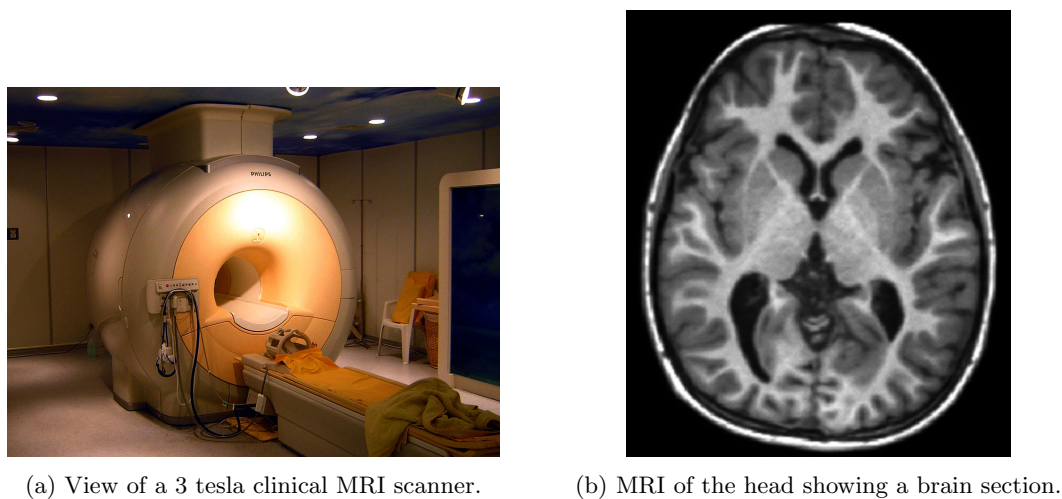 PHILIPS
(a) View of a 3 tesla clinical MRI scanner.
(b) MRI of the head showing a brain section.